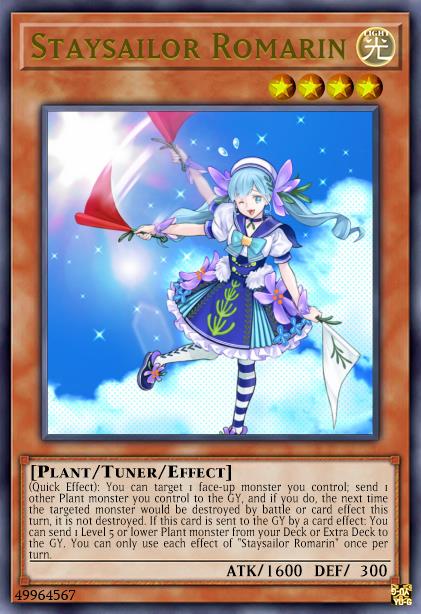 Staysailor Romarin
LIGHT
光
[Plant/Tuner/Effect]
(Quick Effect): You can target 1 face-up monster you control; send 1
other Plant monster you control to the GY, and if you do, the next time
the targeted monster would be destroyed by battle or card effect
this turn, it is not destroyed. If this card is sent to the GY by a card effect: You
can send 1 Level 5 or lower Plant monster from your Deck or Extra Deck to
the GY. You can only use each effect of "Staysailor Romarin" once per
turn.
ATK/1600 DEF/ 300
49964567